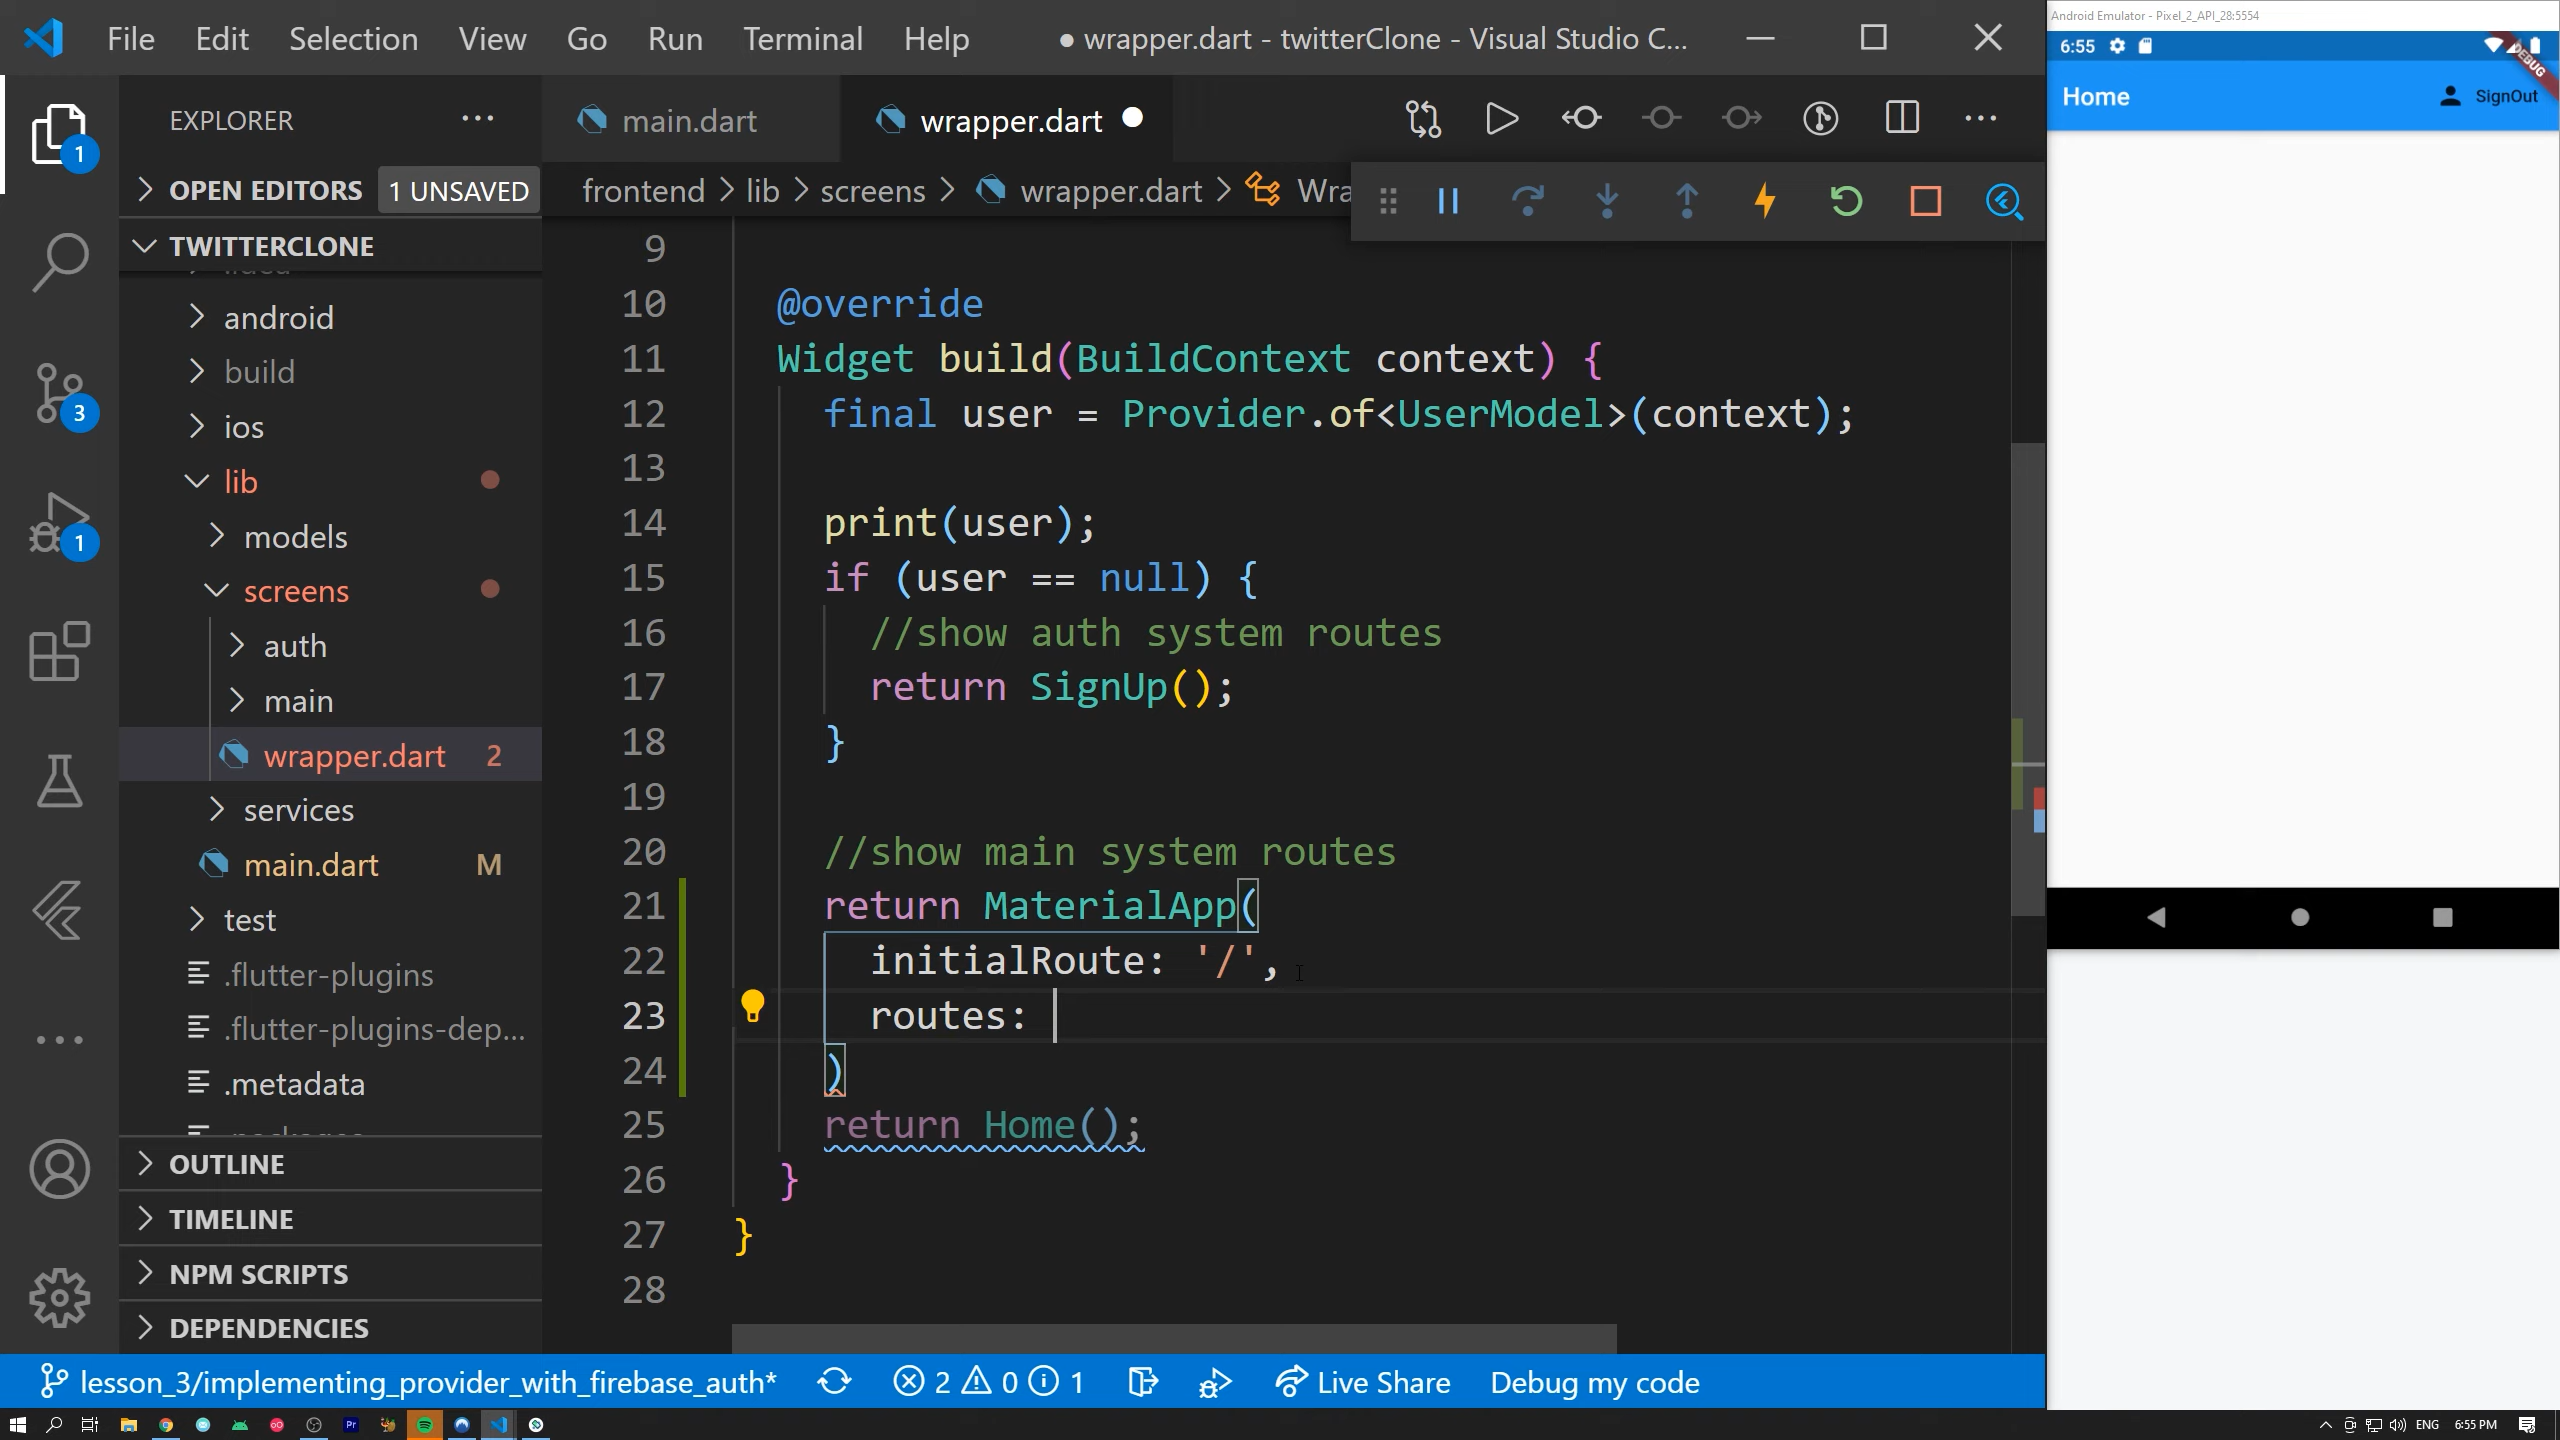 File Edit Selection View Go Run Terminal Help ● wrapper.dart - twitterClone - Visual Studio C...
EXPLORER
OPEN EDITORS 1 UNSAVED
TWITTERCLONE
android
build
ios
lib
models
screens
auth
main
wrapper.dart 2
services
main.dart M
test
.flutter-plugins
.flutter-plugins-dep...
.metadata
OUTLINE
TIMELINE
NPM SCRIPTS
DEPENDENCIES
1
3
1
main.dart wrapper.dart
frontend > lib > screens > wrapper.dart > Wra
9
10 @override
11 Widget build(BuildContext context) {
12 final user = Provider.of<UserModel>(context);
13
14 print(user);
15 if (user == null) {
16 //show auth system routes
17 return SignUp();
18 }
19
20 //show main system routes
21 return MaterialApp(
22 initialRoute: '/',
23 routes:
24 )
25 return Home();
26 }
27 }
28
lesson_3/implementing_provider_with_firebase_auth* 2 0 1 Live Share Debug my code
Android Emulator - Pixel_2_API_28:5554
6:55
DEBUG
Home SignOut
Pr
ENG 6:55 PM